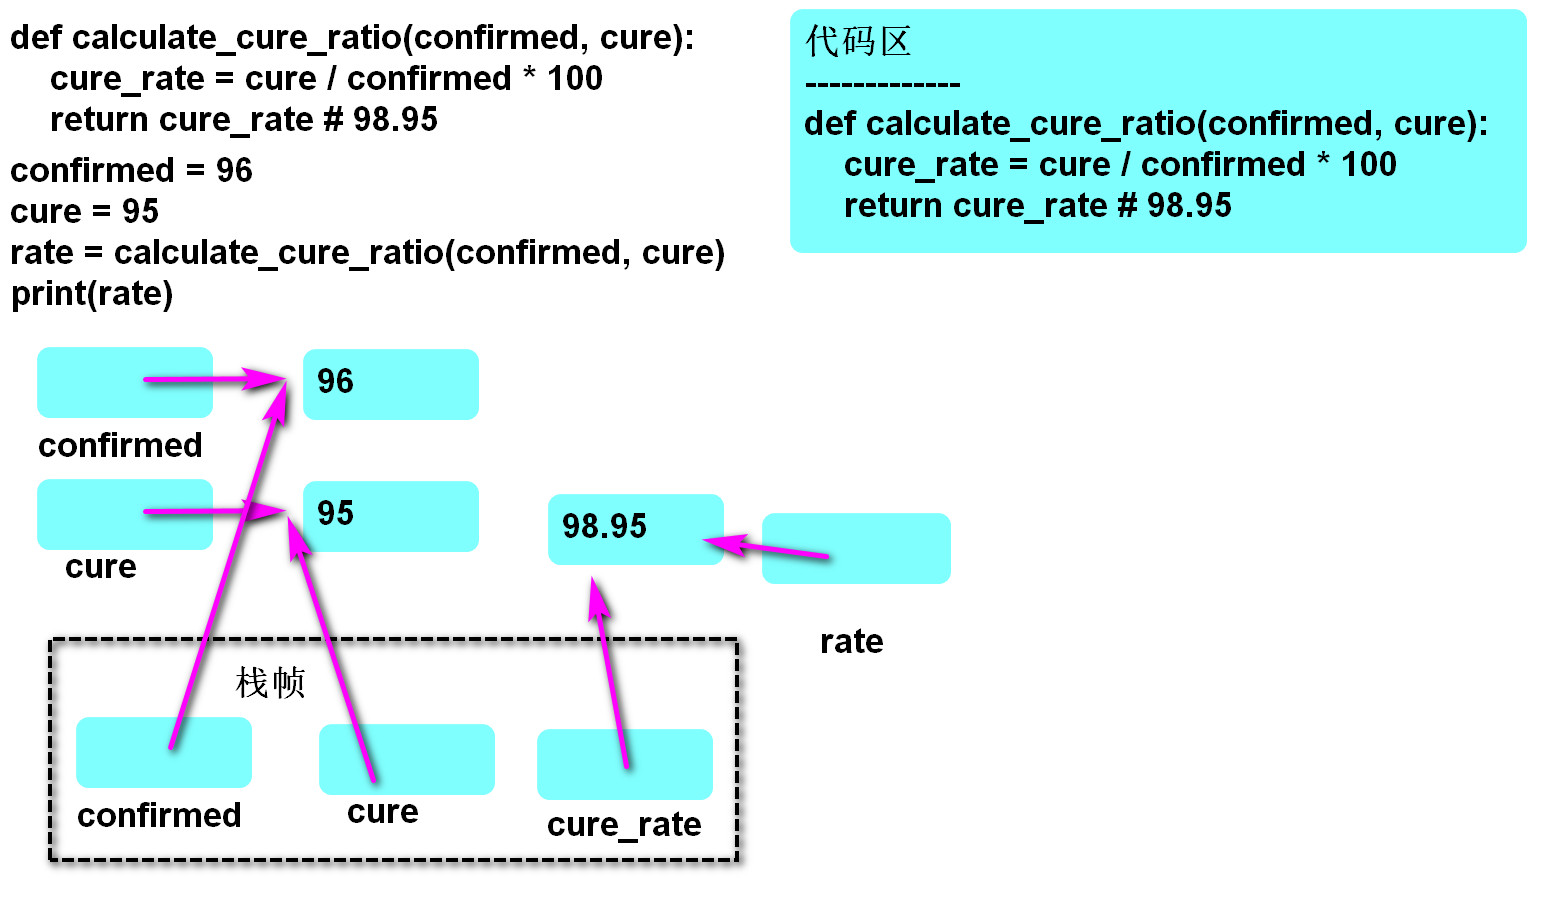 def calculate_cure_ratio(confirmed, cure):
    cure_rate = cure / confirmed * 100
    return cure_rate # 98.95
confirmed = 96
cure = 95
rate = calculate_cure_ratio(confirmed, cure)
print(rate)
代码区
-------------
def calculate_cure_ratio(confirmed, cure):
    cure_rate = cure / confirmed * 100
    return cure_rate # 98.95
96
confirmed
95
cure
98.95
rate
栈帧
confirmed
cure
cure_rate